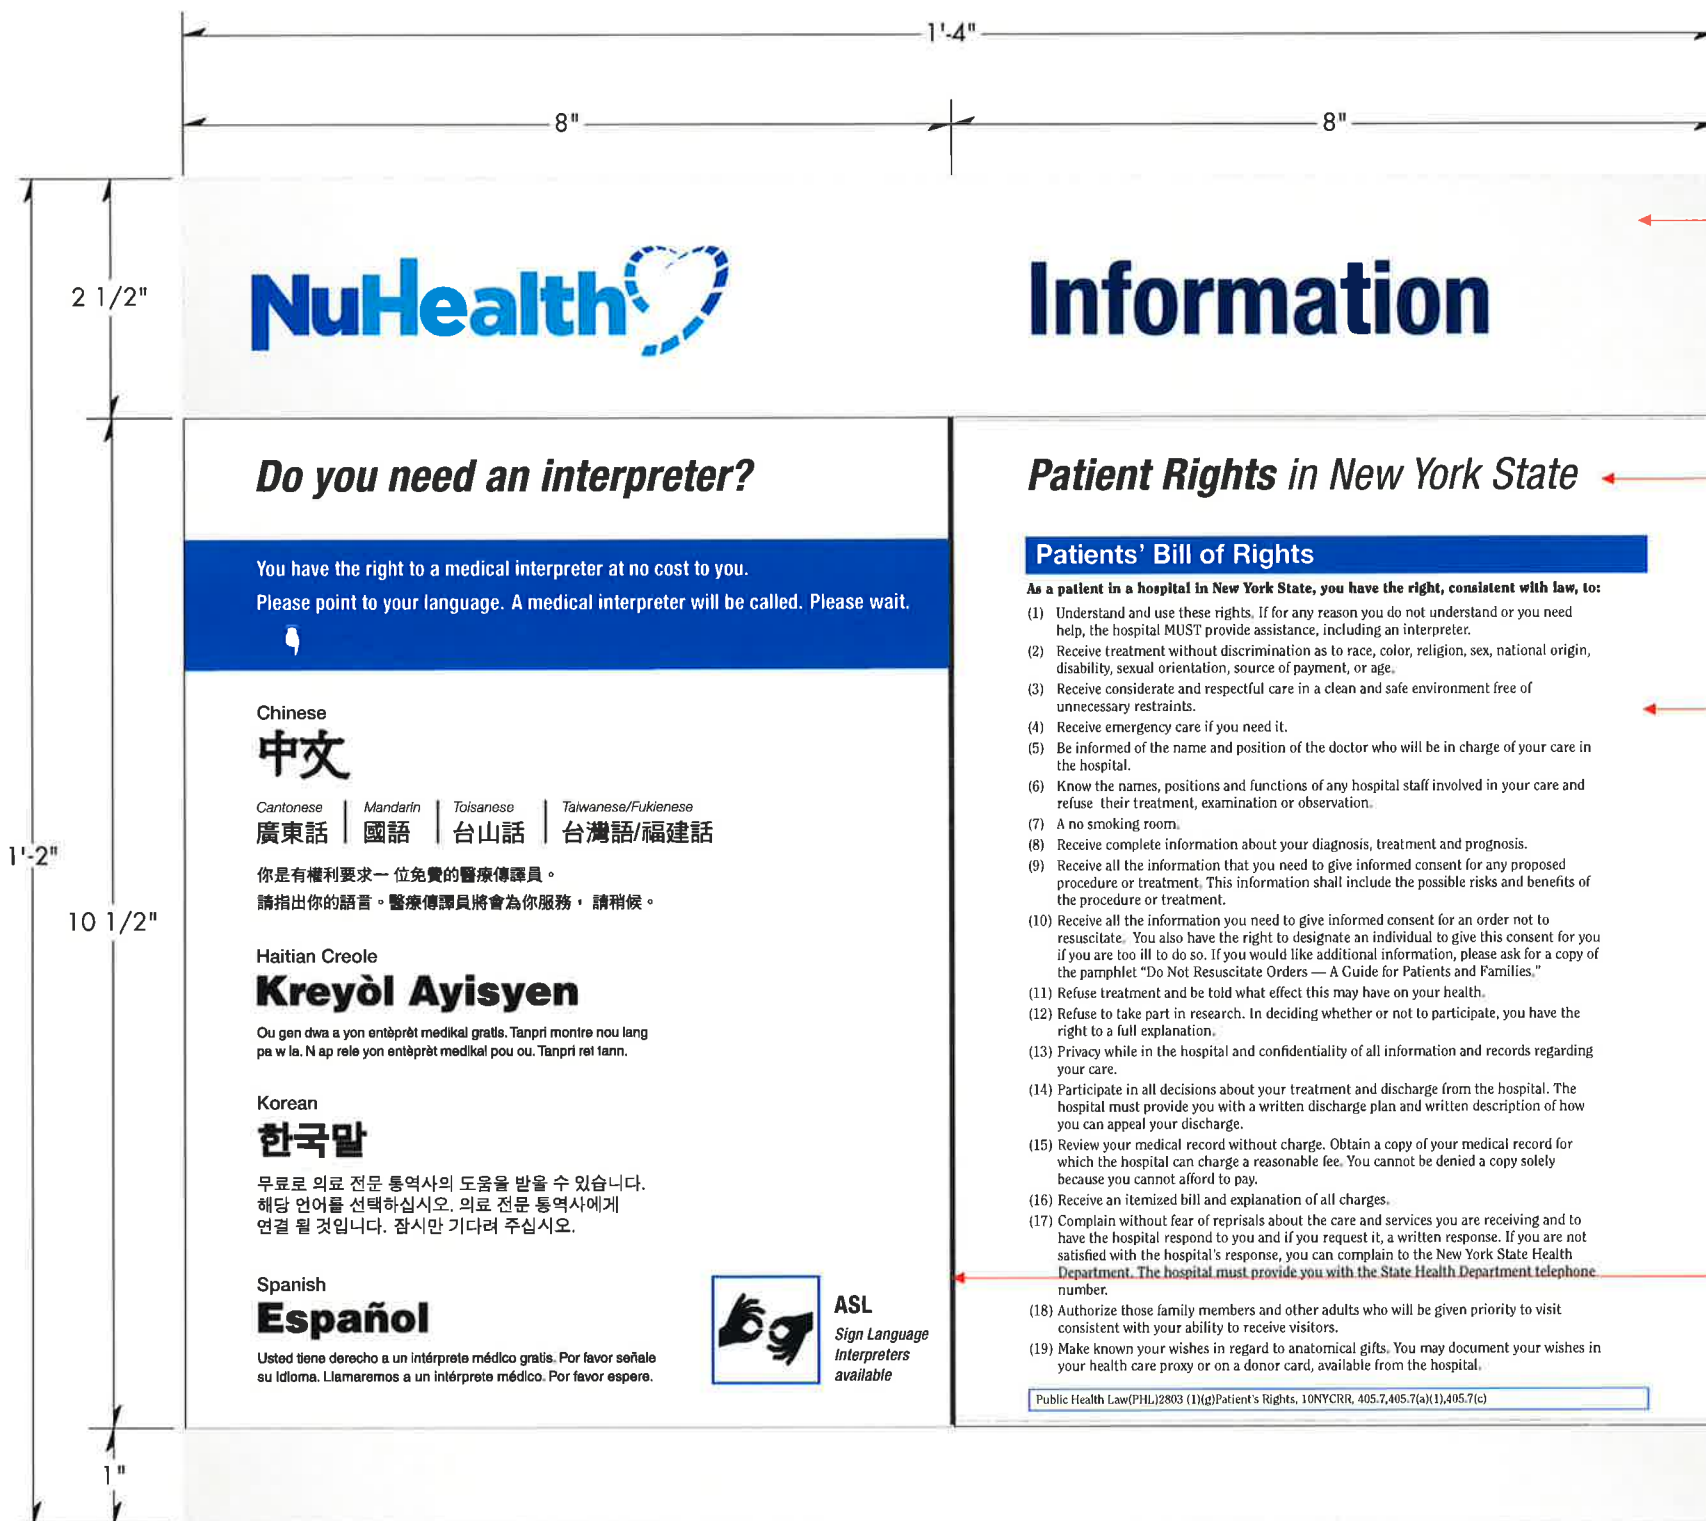 1'-4"
8"
8"
2 1/2"
NuHealth
Information
Do you need an interpreter?
You have the right to a medical interpreter at no cost to you.
Please point to your language. A medical interpreter will be called. Please wait.
Chinese
中文
Cantonese | Mandarin | Toisanese | Taiwanese/Fukienese
廣東話 | 國語 | 台山話 | 台灣語/福建話
你是有權利要求一 位免費的醫療傳譯員。
請指出你的語言。醫療傳譯員將會為你服務，請稍候。
1'-2"
10 1/2"
Haitian Creole
Kreyòl Ayisyen
Ou gen dwa a yon entèprèt medikal gratis. Tanpri montre nou lang
pa w la. N ap rele yon entèprèt medikal pou ou. Tanpri ret tann.
Korean
한국말
무료로 의료 전문 통역사의 도움을 받을 수 있습니다.
해당 언어를 선택하십시오. 의료 전문 통역사에게
연결 될 것입니다. 잠시만 기다려 주십시오.
Spanish
Español
Usted tiene derecho a un intérprete médico gratis. Por favor señale
su Idioma. Llamaremos a un intérprete médico. Por favor espere.
ASL
Sign Language
Interpreters
available
1"
Patient Rights in New York State
Patients' Bill of Rights
As a patient in a hospital in New York State, you have the right, consistent with law, to:
(1) Understand and use these rights. If for any reason you do not understand or you need
help, the hospital MUST provide assistance, including an interpreter.
(2) Receive treatment without discrimination as to race, color, religion, sex, national origin,
disability, sexual orientation, source of payment, or age.
(3) Receive considerate and respectful care in a clean and safe environment free of
unnecessary restraints.
(4) Receive emergency care if you need it.
(5) Be informed of the name and position of the doctor who will be in charge of your care in
the hospital.
(6) Know the names, positions and functions of any hospital staff involved in your care and
refuse their treatment, examination or observation.
(7) A no smoking room.
(8) Receive complete information about your diagnosis, treatment and prognosis.
(9) Receive all the information that you need to give informed consent for any proposed
procedure or treatment. This information shall include the possible risks and benefits of
the procedure or treatment.
(10) Receive all the information you need to give informed consent for an order not to
resuscitate. You also have the right to designate an individual to give this consent for you
if you are too ill to do so. If you would like additional information, please ask for a copy of
the pamphlet “Do Not Resuscitate Orders — A Guide for Patients and Families.”
(11) Refuse treatment and be told what effect this may have on your health.
(12) Refuse to take part in research. In deciding whether or not to participate, you have the
right to a full explanation.
(13) Privacy while in the hospital and confidentiality of all information and records regarding
your care.
(14) Participate in all decisions about your treatment and discharge from the hospital. The
hospital must provide you with a written discharge plan and written description of how
you can appeal your discharge.
(15) Review your medical record without charge. Obtain a copy of your medical record for
which the hospital can charge a reasonable fee. You cannot be denied a copy solely
because you cannot afford to pay.
(16) Receive an itemized bill and explanation of all charges.
(17) Complain without fear of reprisals about the care and services you are receiving and to
have the hospital respond to you and if you request it, a written response. If you are not
satisfied with the hospital's response, you can complain to the New York State Health
Department. The hospital must provide you with the State Health Department telephone
number.
(18) Authorize those family members and other adults who will be given priority to visit
consistent with your ability to receive visitors.
(19) Make known your wishes in regard to anatomical gifts. You may document your wishes in
your health care proxy or on a donor card, available from the hospital.
Public Health Law(PHL)2803 (1)(g)Patient's Rights, 10NYCRR, 405.7,405.7(a)(1),405.7(c)